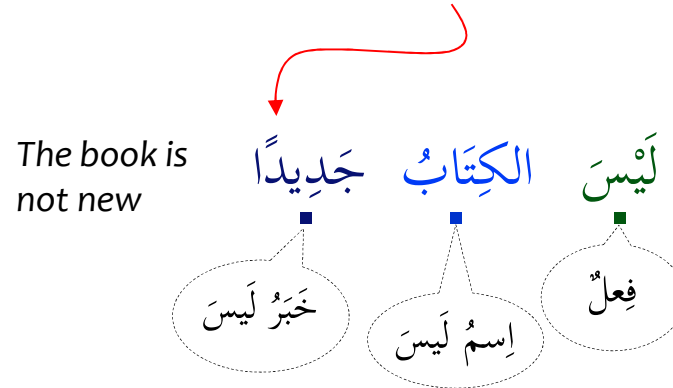 The book is
not new
لَيْسَ الكِتَابُ جَدِيدًا
فِعلٌ
اِسمُ لَيسَ
خَبَرُ لَيسَ